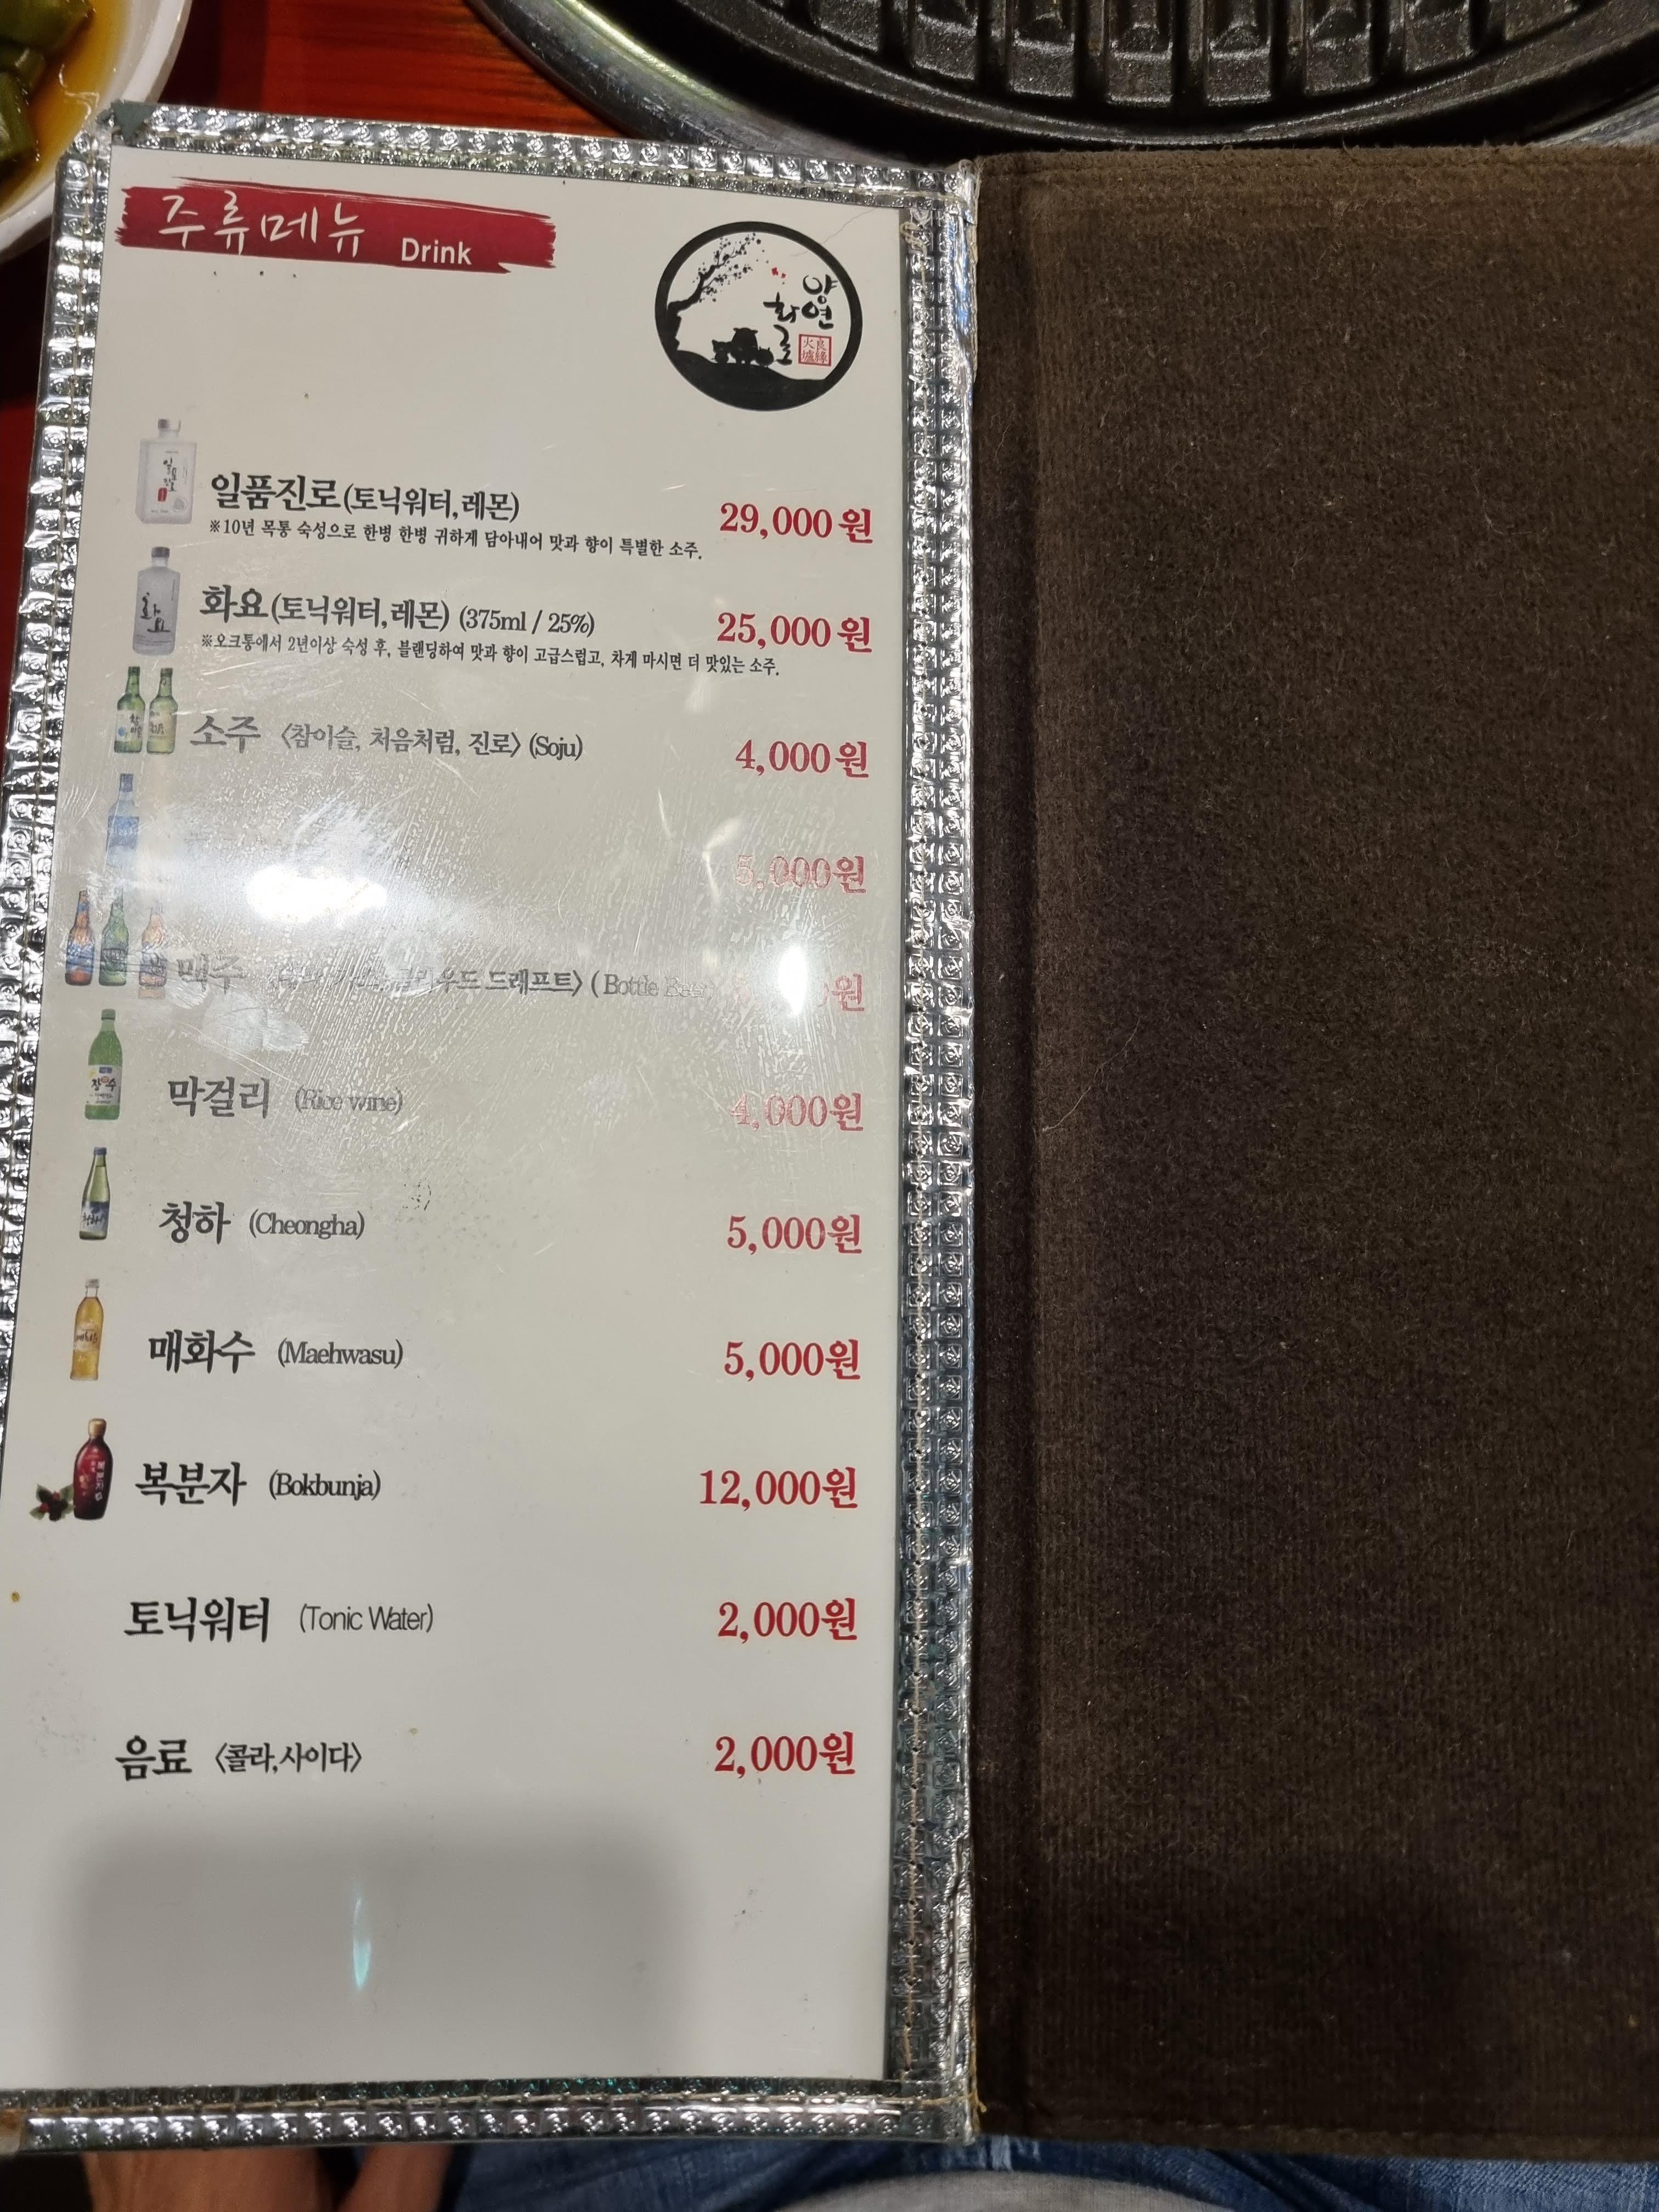 주류메뉴 Drink
양연
화로
良緣
火爐
일품진로(토닉워터,레몬) 29,000원
※10년 목통 숙성으로 한병 한병 귀하게 담아내어 맛과 향이 특별한 소주.
화요(토닉워터,레몬) (375ml / 25%) 25,000원
※오크통에서 2년이상 숙성 후, 블랜딩하여 맛과 향이 고급스럽고, 차게 마시면 더 맛있는 소주.
소주 〈참이슬, 처음처럼, 진로〉 (Soju) 4,000원
5,000원
맥주 드래프트〉 ( Bottle Beer 원
막걸리 (Rice wine) 4,000원
청하 (Cheongha) 5,000원
매화수 (Maehwasu) 5,000원
복분자 (Bokbunja) 12,000원
토닉워터 (Tonic Water) 2,000원
음료 〈콜라,사이다〉 2,000원